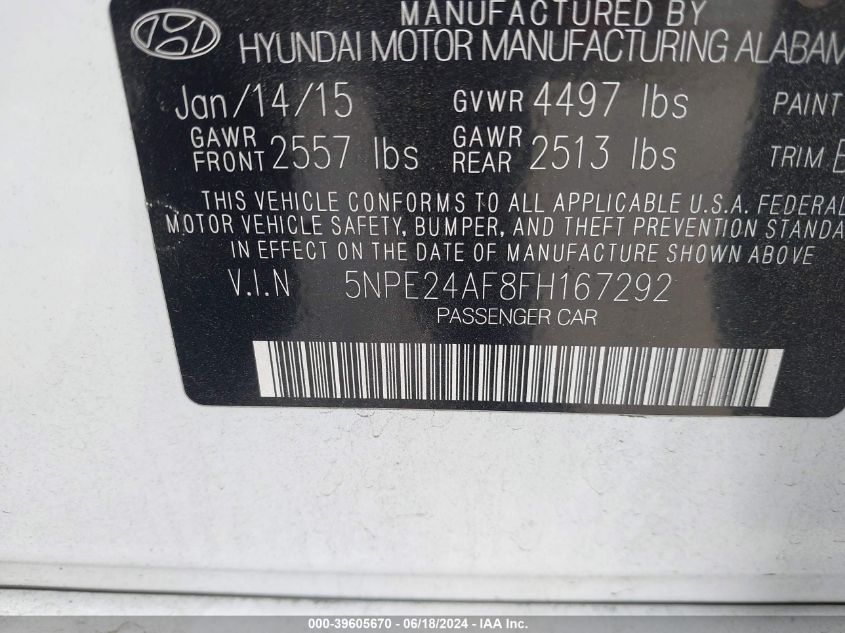 MANUFACTURED BY
HYUNDAI MOTOR MANUFACTURING ALABAM
Jan/14/15 GVWR 4497 lbs PAINT
GAWR FRONT 2557 lbs GAWR REAR 2513 lbs TRIM
THIS VEHICLE CONFORMS TO ALL APPLICABLE U.S.A. FEDERAL
MOTOR VEHICLE SAFETY, BUMPER, AND THEFT PREVENTION STANDA
IN EFFECT ON THE DATE OF MANUFACTURE SHOWN ABOVE
V.I.N 5NPE24AF8FH167292
PASSENGER CAR
000-39605670 - 06/18/2024 - IAA Inc.